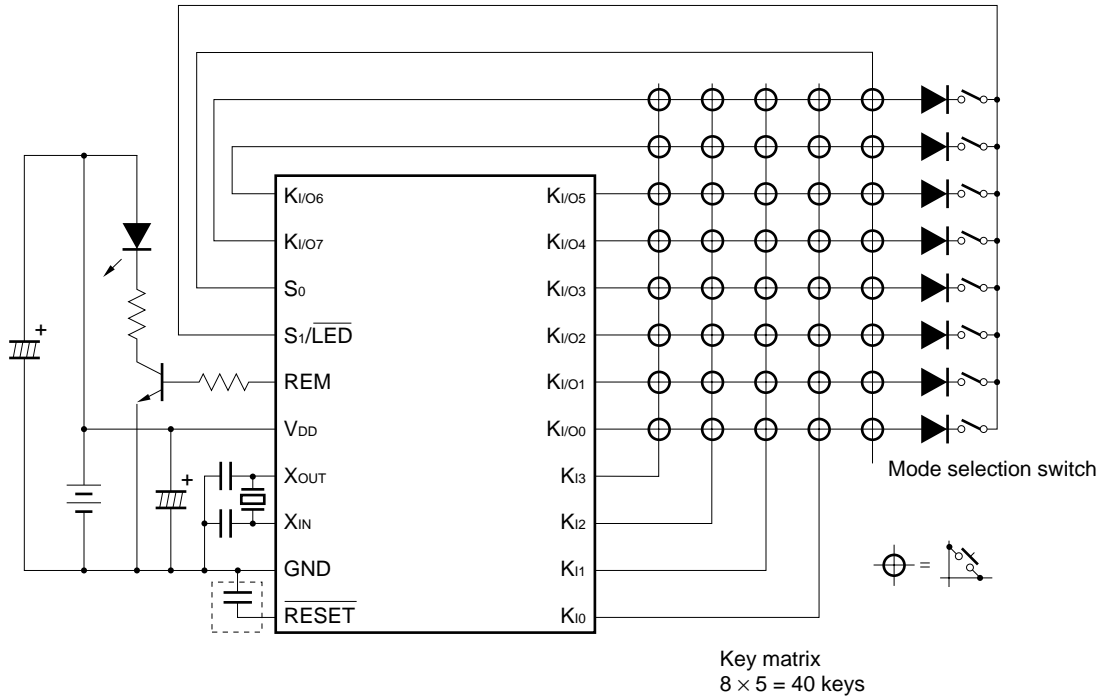 +
KI/O6
KI/O7
S0
S1/LED
REM
VDD
XOUT
XIN
GND
RESET
KI/O5
KI/O4
KI/O3
KI/O2
KI/O1
KI/O0
KI3
KI2
KI1
KI0
+
Mode selection switch
=
Key matrix
8 × 5 = 40 keys